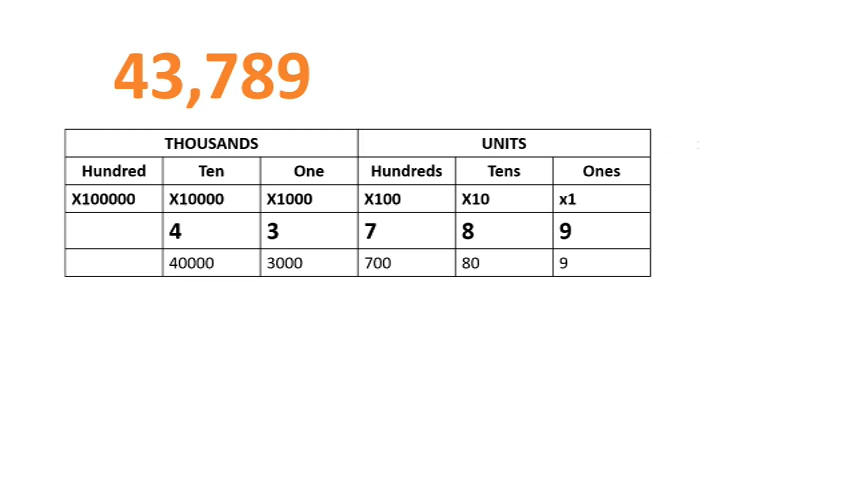 43,789
THOUSANDS UNITS
Hundred Ten One Hundreds Tens Ones
X100000 X10000 X1000 X100 X10 x1
4 3 7 8 9
40000 3000 700 80 9